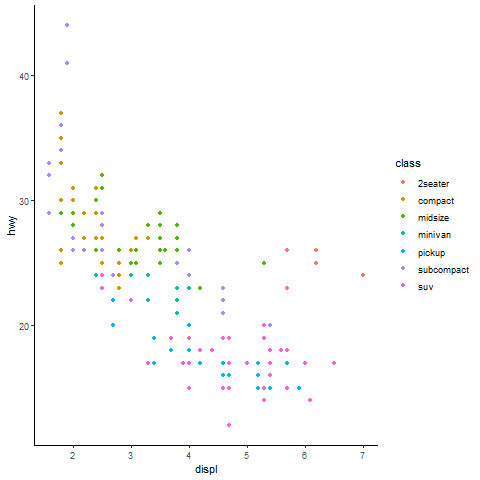 40
30
20
hwy
2
3
4
5
6
7
displ
class
2seater
compact
midsize
minivan
pickup
subcompact
suv